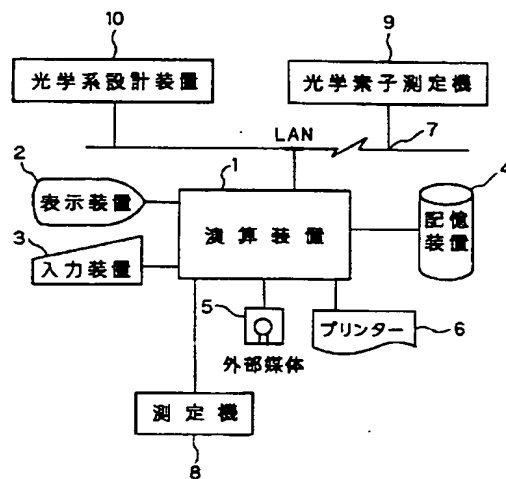 10
9
光学系設計装置
光学素子測定機
LAN
7
2
1
4
表示装置
演算装置
記憶
装置
3
入力装置
5
プリンター
6
外部媒体
測定機
8